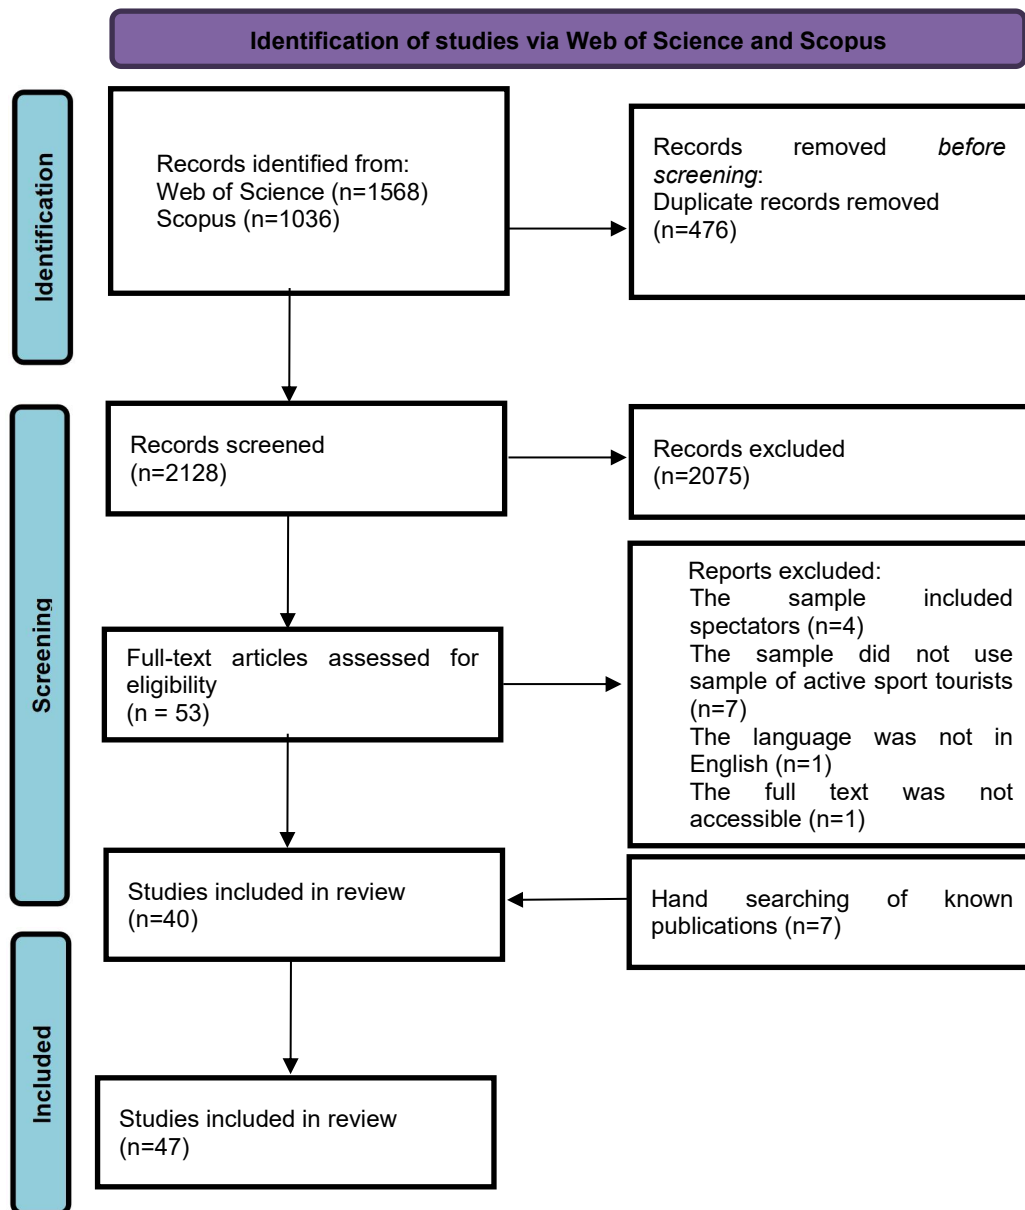 Identification of studies via Web of Science and Scopus
Identification
Records identified from:
Web of Science (n=1568)
Scopus (n=1036)
Records removed before
screening:
Duplicate records removed
(n=476)
Screening
Records screened
(n=2128)
Records excluded
(n=2075)
Full-text articles assessed for
eligibility
(n = 53)
Reports excluded:
The sample included
spectators (n=4)
The sample did not use
sample of active sport tourists
(n=7)
The language was not in
English (n=1)
The full text was not
accessible (n=1)
Studies included in review
(n=40)
Hand searching of known
publications (n=7)
Included
Studies included in review
(n=47)